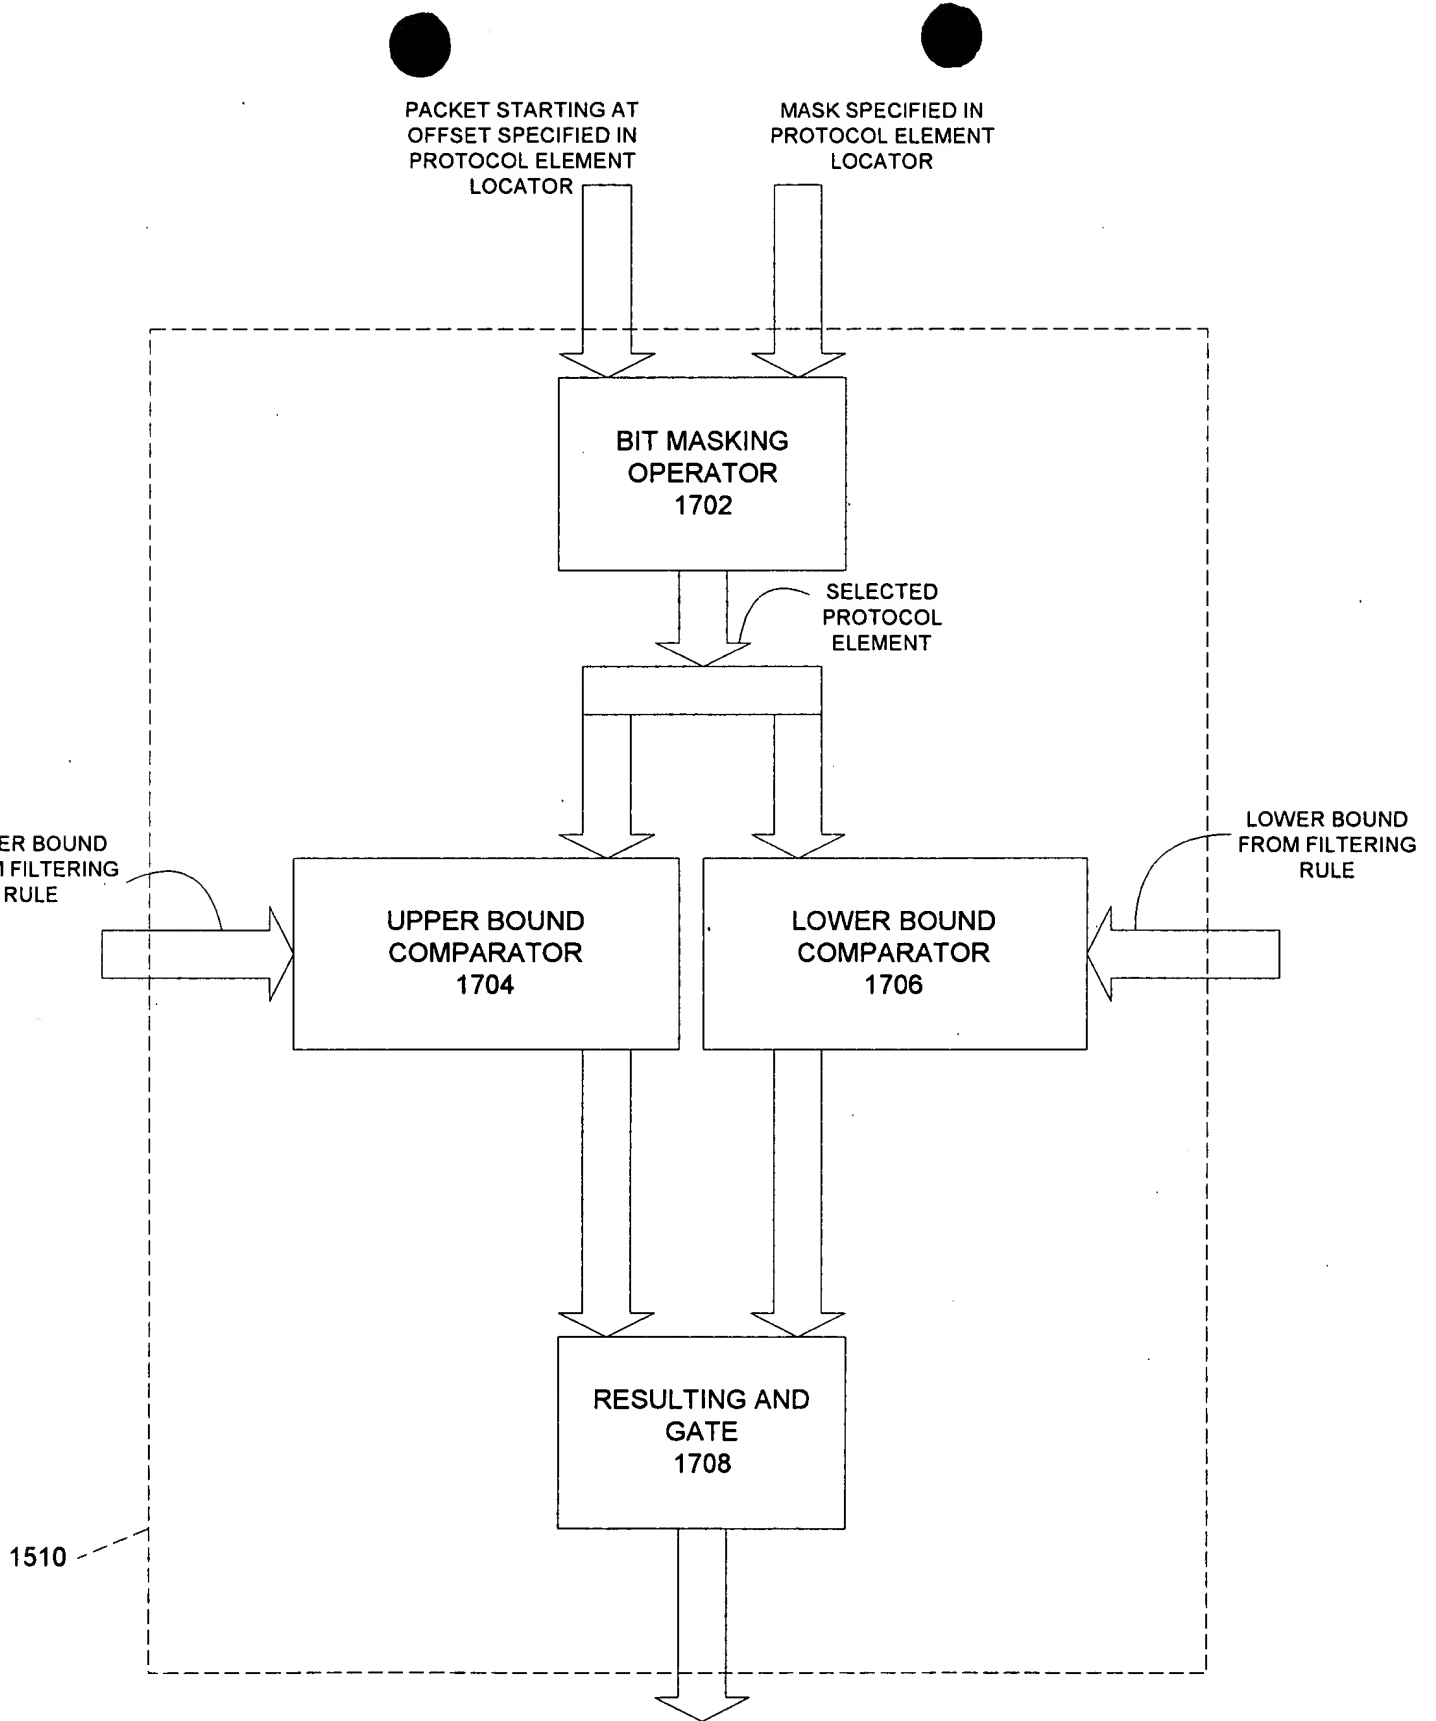 PACKET STARTING AT
OFFSET SPECIFIED IN
PROTOCOL ELEMENT
LOCATOR
MASK SPECIFIED IN
PROTOCOL ELEMENT
LOCATOR
BIT MASKING
OPERATOR
1702
SELECTED
PROTOCOL
ELEMENT
BOUND
FILTERING
RULE
LOWER BOUND
FROM FILTERING
RULE
UPPER BOUND
COMPARATOR
1704
LOWER BOUND
COMPARATOR
1706
RESULTING AND
GATE
1708
1510